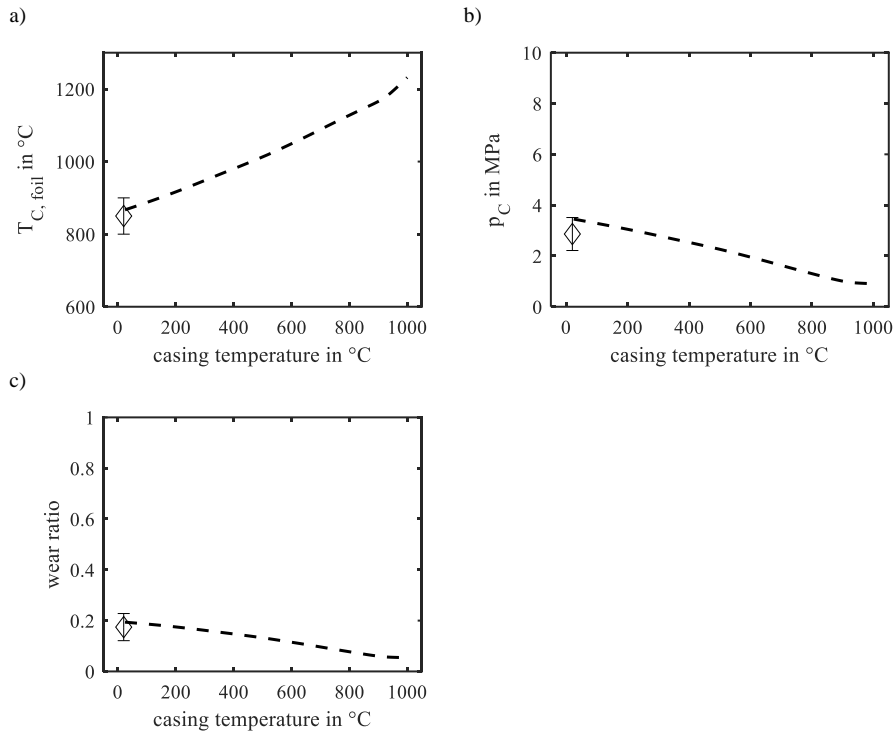 a)
1200
1000
800
600
T_C, foil in °C
0 200 400 600 800 1000
casing temperature in °C
b)
10
8
6
4
2
0
p_C in MPa
0 200 400 600 800 1000
casing temperature in °C
c)
1
0.8
0.6
0.4
0.2
0
wear ratio
0 200 400 600 800 1000
casing temperature in °C